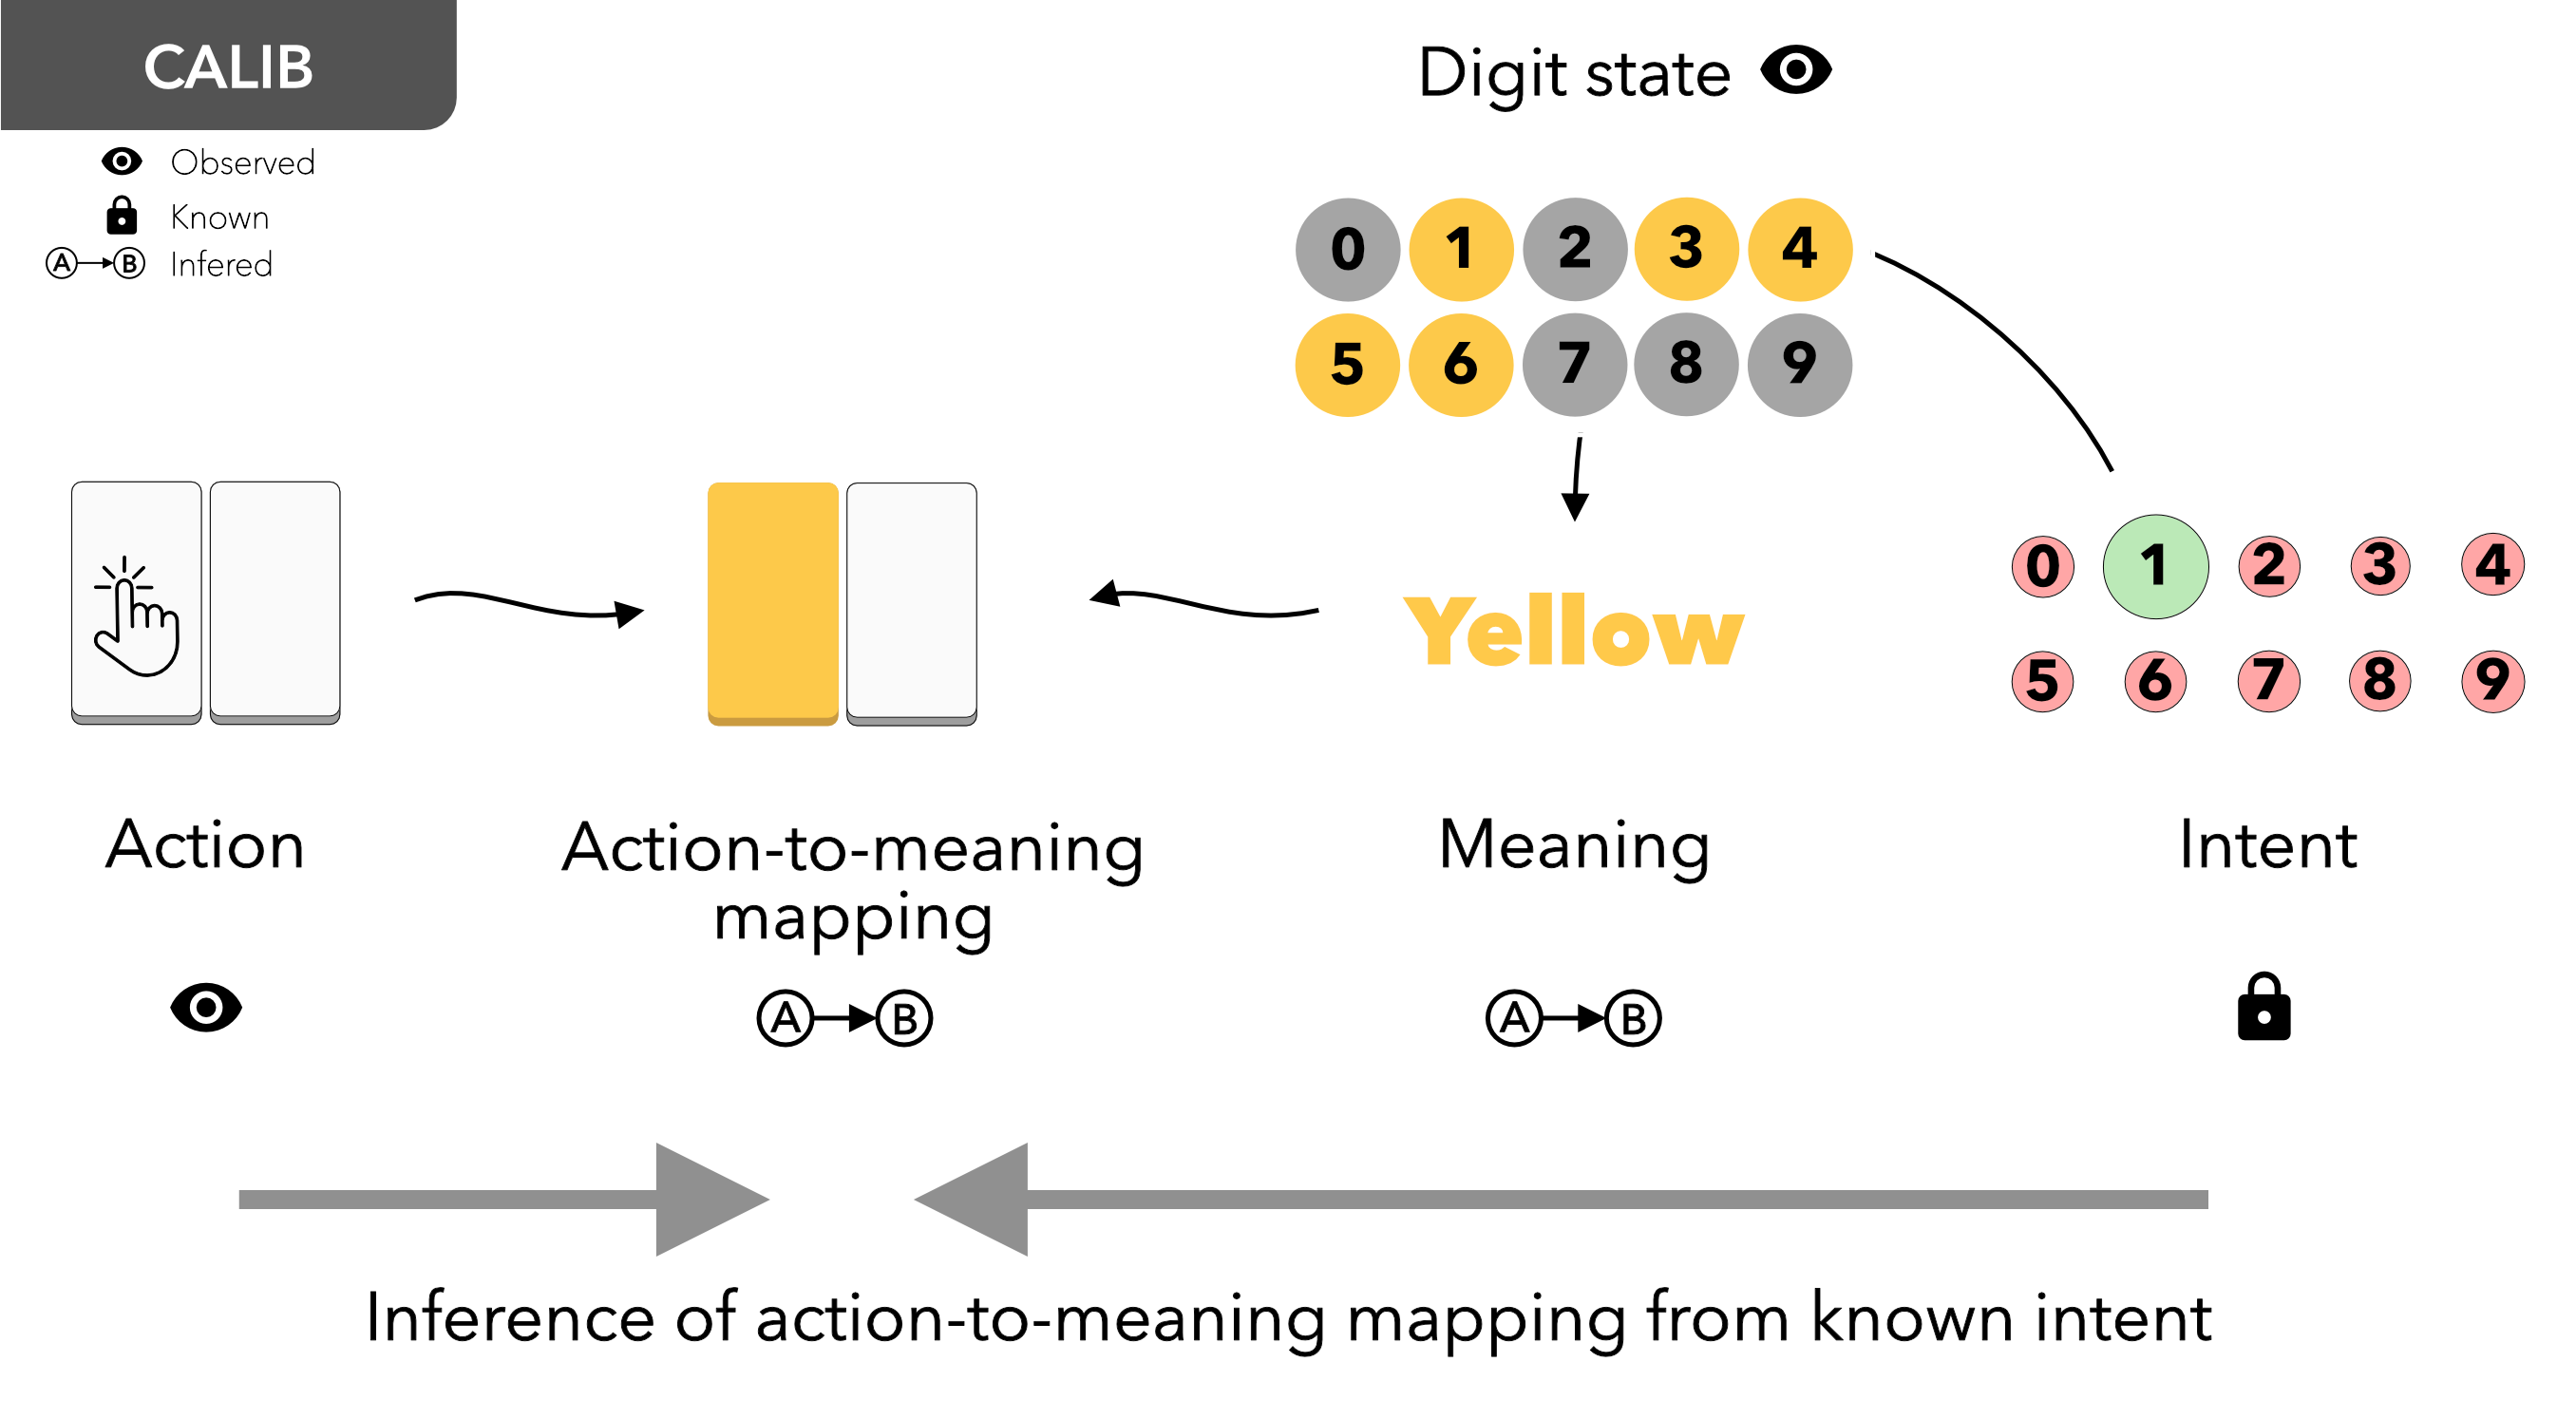 CALIB
Observed
Known
A B Infered
Digit state
0 1 2 3 4
5 6 7 8 9
Yellow
0 1 2 3 4
5 6 7 8 9
Action
Action-to-meaning
mapping
Meaning
Intent
A B
A B
Inference of action-to-meaning mapping from known intent